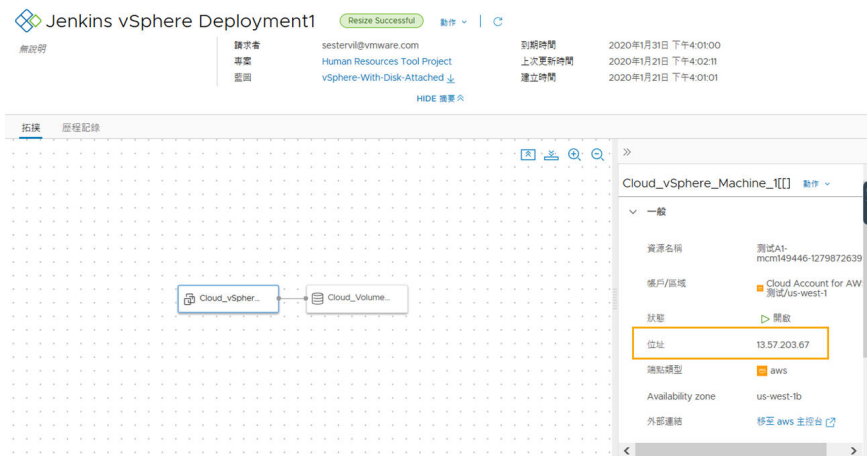 Jenkins vSphere Deployment1 Resize Successful 動作
無說明
請求者 sestervil@vmware.com 到期時間 2020年1月31日 下午4:01:00
專案 Human Resources Tool Project 上次更新時間 2020年1月21日 下午4:02:11
藍圖 vSphere-With-Disk-Attached 建立時間 2020年1月21日 下午4:01:01
HIDE 摘要
拓撲 歷程記錄
Cloud_vSpher...
Cloud_Volume...
Cloud_vSphere_Machine_1[[] 動作
一般
資源名稱 測试A1-
mcm149446-1279872639
帳戶/區域 Cloud Account for AW
測试/us-west-1
狀態 開啟
位址 13.57.203.67
端點類型 aws
Availability zone us-west-1b
外部連結 移至 aws 主控台